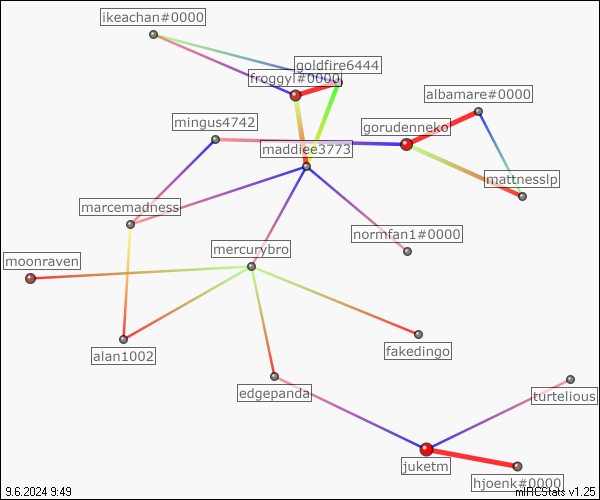 ikeachan#0000
goldfire6444
froggyl#0000
albamare#0000
mingus4742
gorudenneko
maddiee3773
mattnesslp
marcemadness
normfan1#0000
mercurybro
moonraven
alan1002
fakedingo
edgepanda
turtelious
juketm
hjoenk#0000
9.6.2024 9:49
mIRCStats v1.25